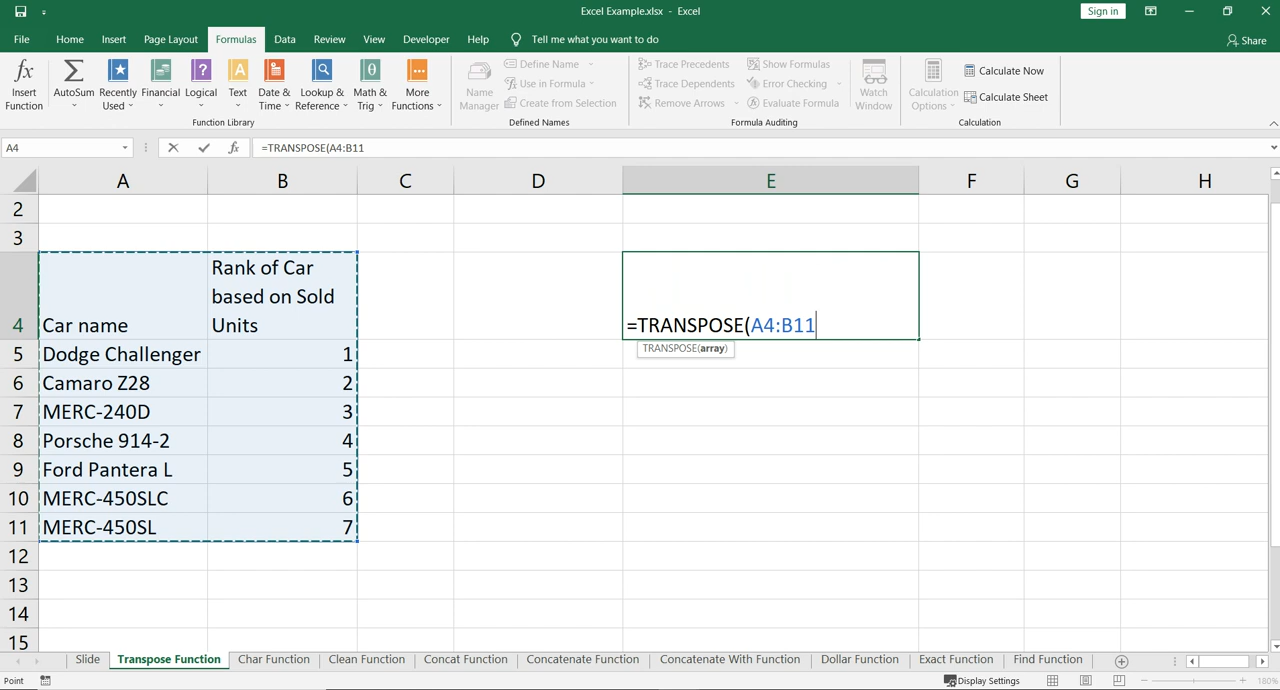 Excel Example.xlsx - Excel
Sign in
File
Home
Insert
Page Layout
Formulas
Data
Review
View
Developer
Help
Tell me what you want to do
Share
Insert Function
AutoSum
Recently Used
Financial
Logical
Text
Date & Time
Lookup & Reference
Math & Trig
More Functions
Function Library
Name Manager
Define Name
Use in Formula
Create from Selection
Defined Names
Trace Precedents
Trace Dependents
Remove Arrows
Show Formulas
Error Checking
Evaluate Formula
Formula Auditing
Watch Window
Calculation Options
Calculate Now
Calculate Sheet
Calculation
A4
fx
=TRANSPOSE(A4:B11
A B C D E F G H
2
3
4 Car name Rank of Car based on Sold Units =TRANSPOSE(A4:B11
TRANSPOSE(array)
5 Dodge Challenger 1
6 Camaro Z28 2
7 MERC-240D 3
8 Porsche 914-2 4
9 Ford Pantera L 5
10 MERC-450SLC 6
11 MERC-450SL 7
12
13
14
15
Slide
Transpose Function
Char Function
Clean Function
Concat Function
Concatenate Function
Concatenate With Function
Dollar Function
Exact Function
Find Function
Point
Display Settings
180%